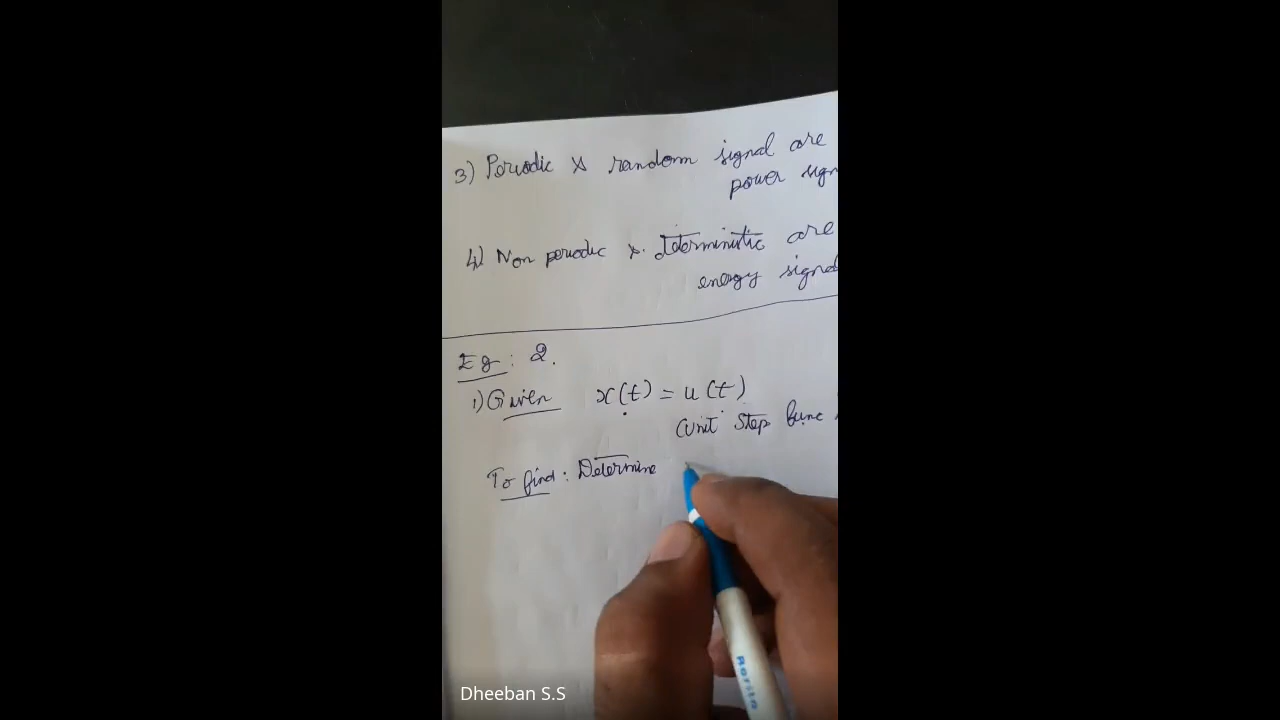 3) Periodic & random signal are
power sign
4) Non periodic & Deterministic are
energy signal
Eg: 2.
1) Given x(t) = u(t)
(unit step func
To find: Determine
Rorito
Dheeban S.S